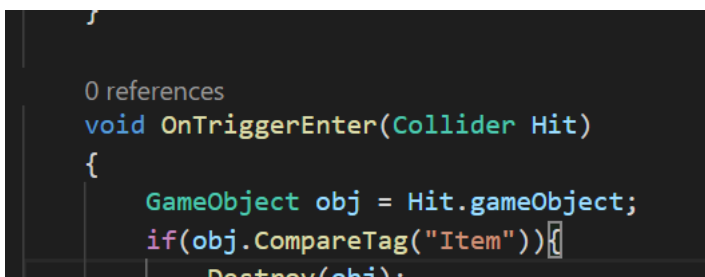 }
0 references
void OnTriggerEnter(Collider Hit)
{
GameObject obj = Hit.gameObject;
if(obj.CompareTag("Item")){
Destroy(obj);